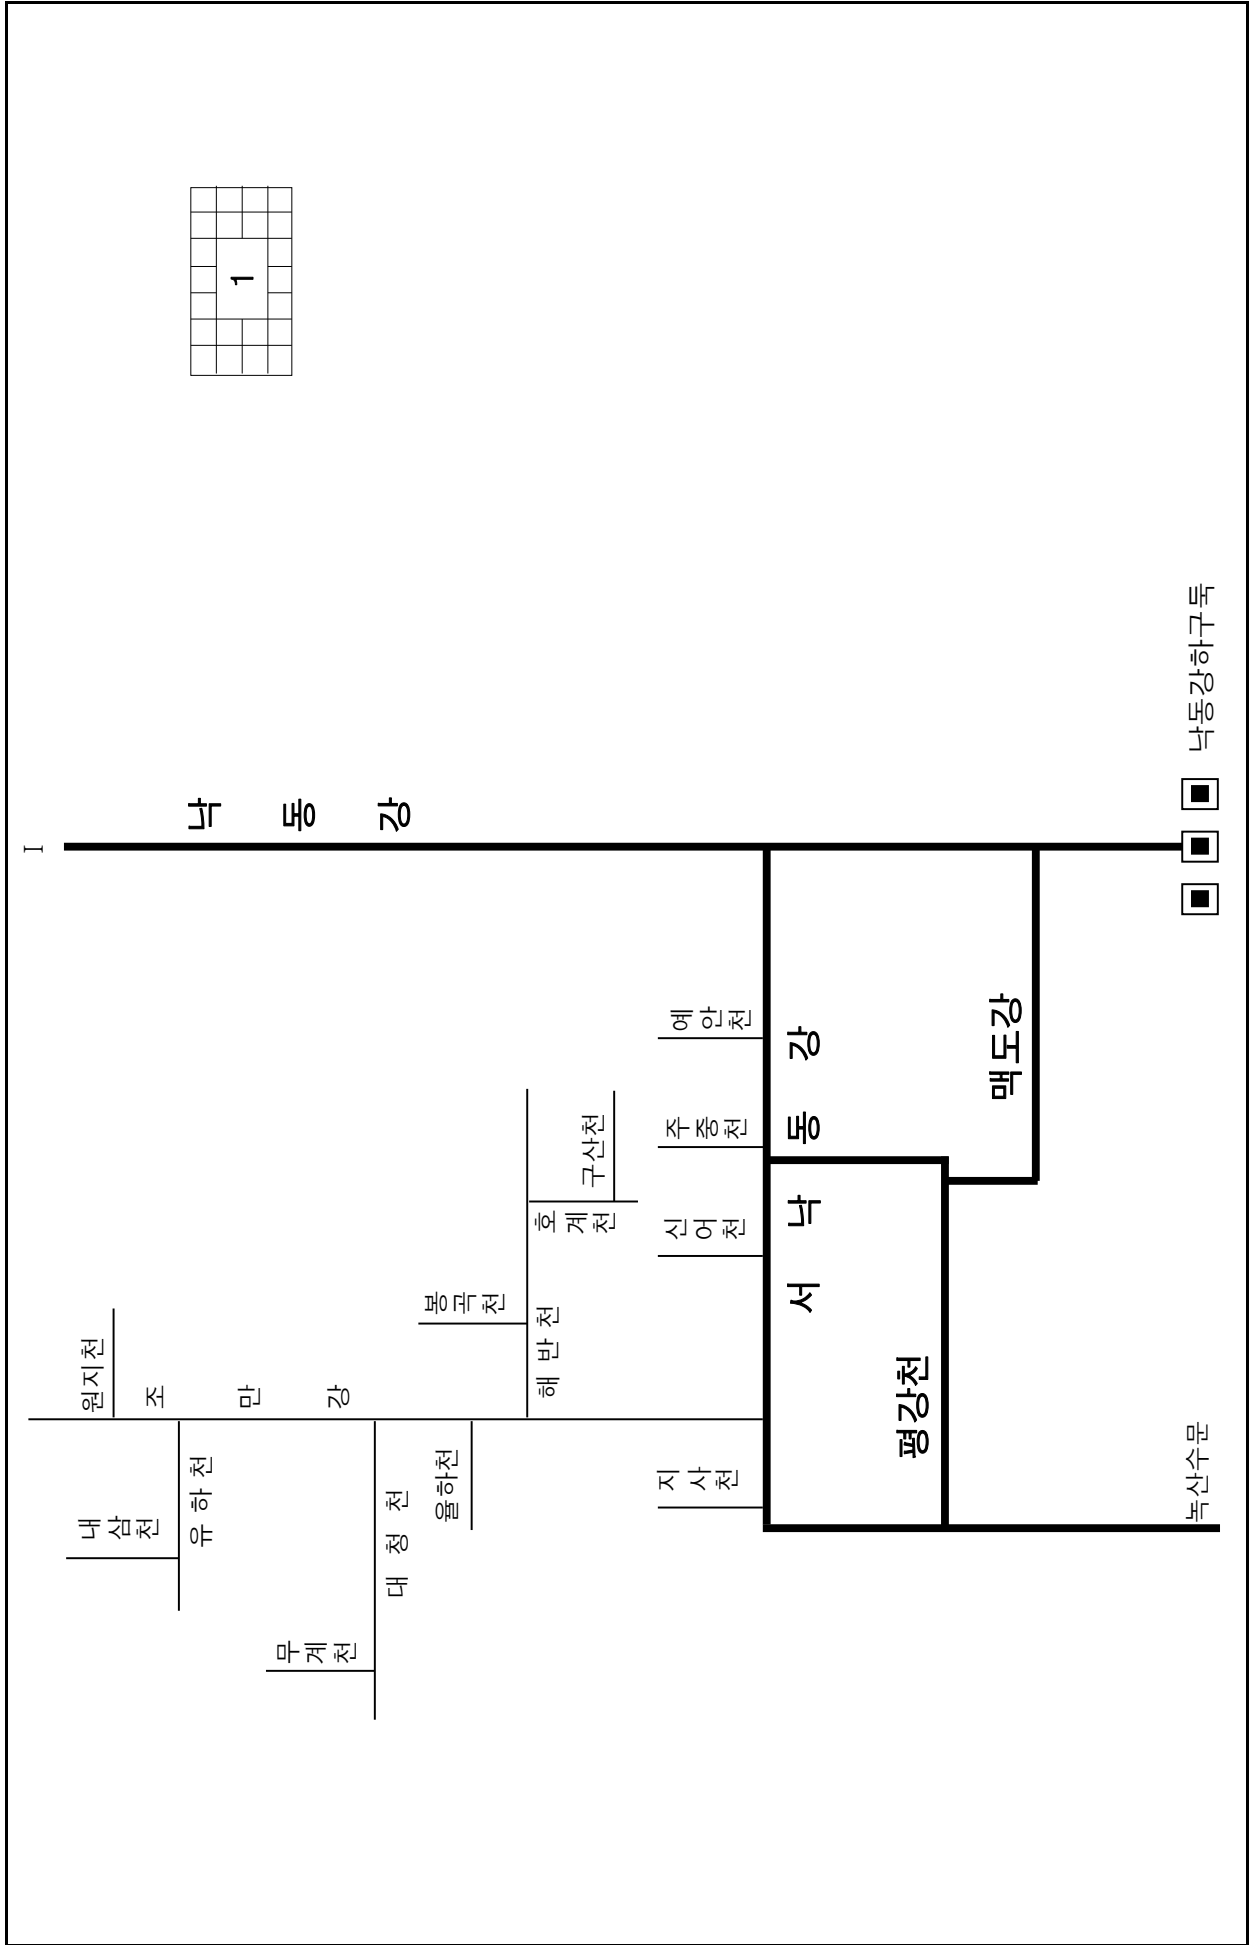 I
1
낙 동 강
원지천
조 만 강
내삼천
유 하 천
무계천
대 청 천
율하천
봉곡천
해 반 천
호계천
구산천
예안천
주중천
신어천
지사천
서 낙 동 강
맥도강
평강천
낙동강하구둑
녹산수문